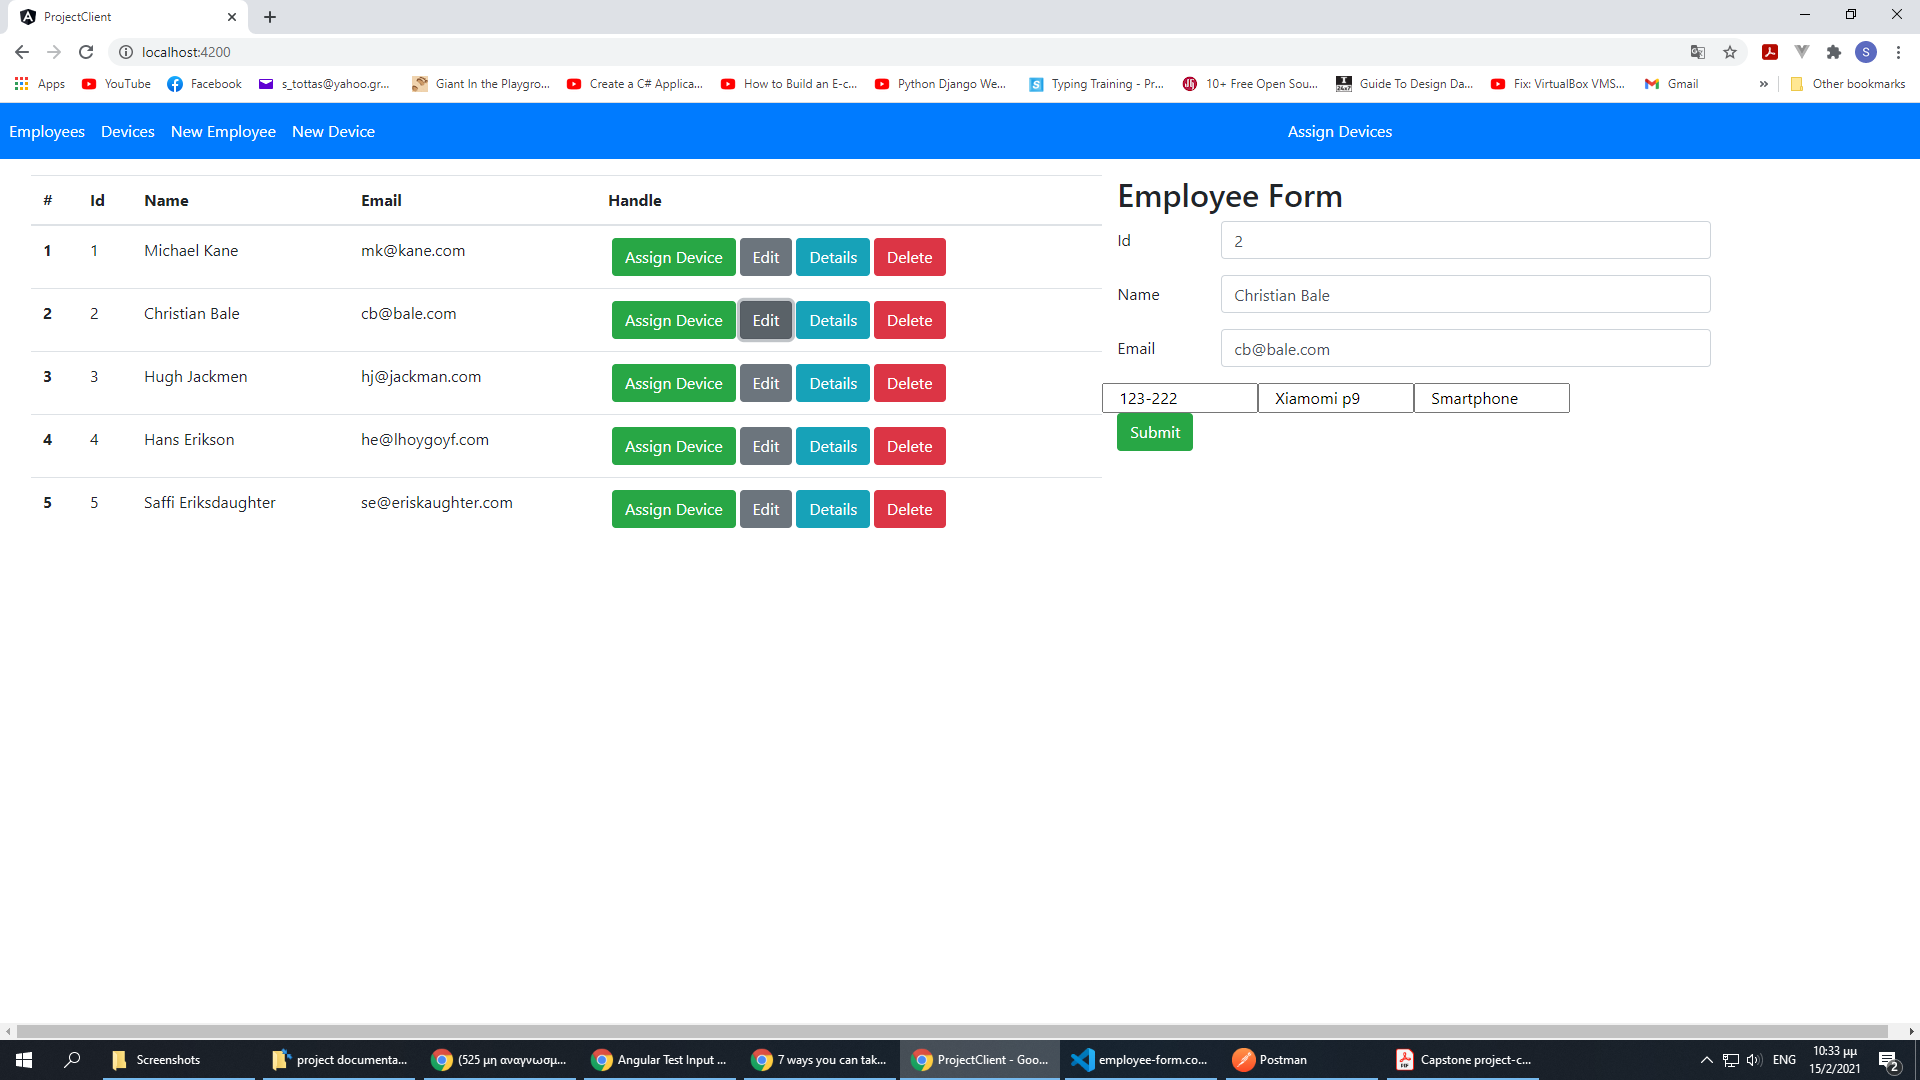 ProjectClient
localhost:4200
S
Apps YouTube Facebook s_tottas@yahoo.gr... Giant In the Playgro... Create a C# Applica... How to Build an E-c... Python Django We... Typing Training - Pr... 10+ Free Open Sou... Guide To Design Da... Fix: VirtualBox VMS... Gmail » Other bookmarks
Employees Devices New Employee New Device Assign Devices
# Id Name Email Handle
1 1 Michael Kane mk@kane.com Assign Device Edit Details Delete
2 2 Christian Bale cb@bale.com Assign Device Edit Details Delete
3 3 Hugh Jackmen hj@jackman.com Assign Device Edit Details Delete
4 4 Hans Erikson he@lhoygoyf.com Assign Device Edit Details Delete
5 5 Saffi Eriksdaughter se@eriskaughter.com Assign Device Edit Details Delete
Employee Form
Id 2
Name Christian Bale
Email cb@bale.com
123-222 Xiamomi p9 Smartphone
Submit
Screenshots project documenta... (525 μη αναγνωσμ... Angular Test Input ... 7 ways you can tak... ProjectClient - Goo... employee-form.co... Postman Capstone project-c... ENG
10:33 μμ
15/2/2021
2